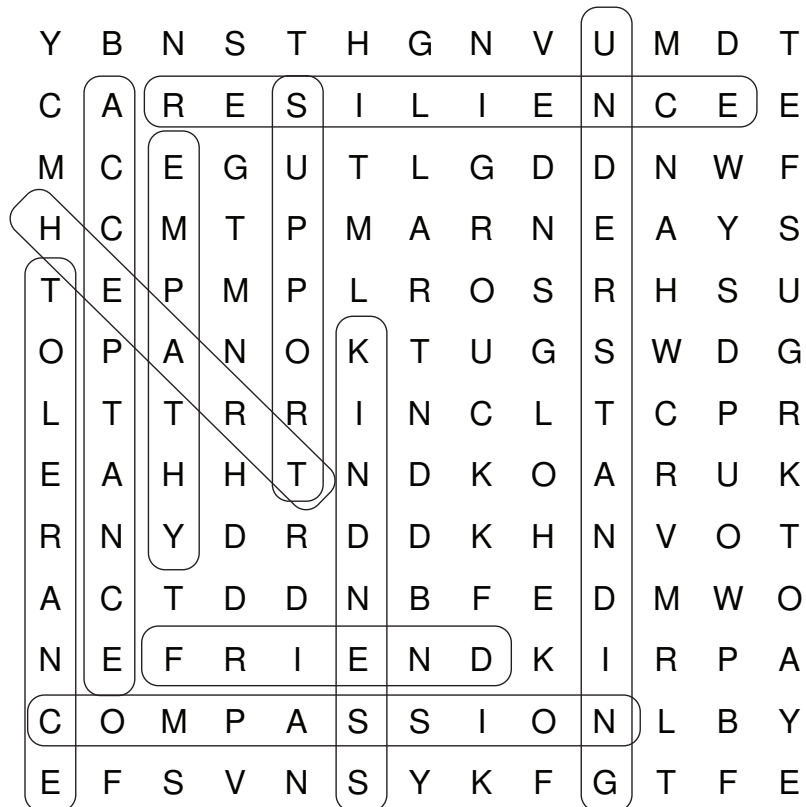 Y B N S T H G N V U M D T
C A R E S I L I E N C E E
M C E G U T L G D D N W F
H C M T P M A R N E A Y S
T E P M P L R O S R H S U
O P A N O K T U G S W D G
L T T R R I N C L T C P R
E A H H T N D K O A R U K
R N Y D R D D K H N V O T
A C T D D N B F E D M W O
N E F R I E N D K I R P A
C O M P A S S I O N L B Y
E F S V N S Y K F G T F E